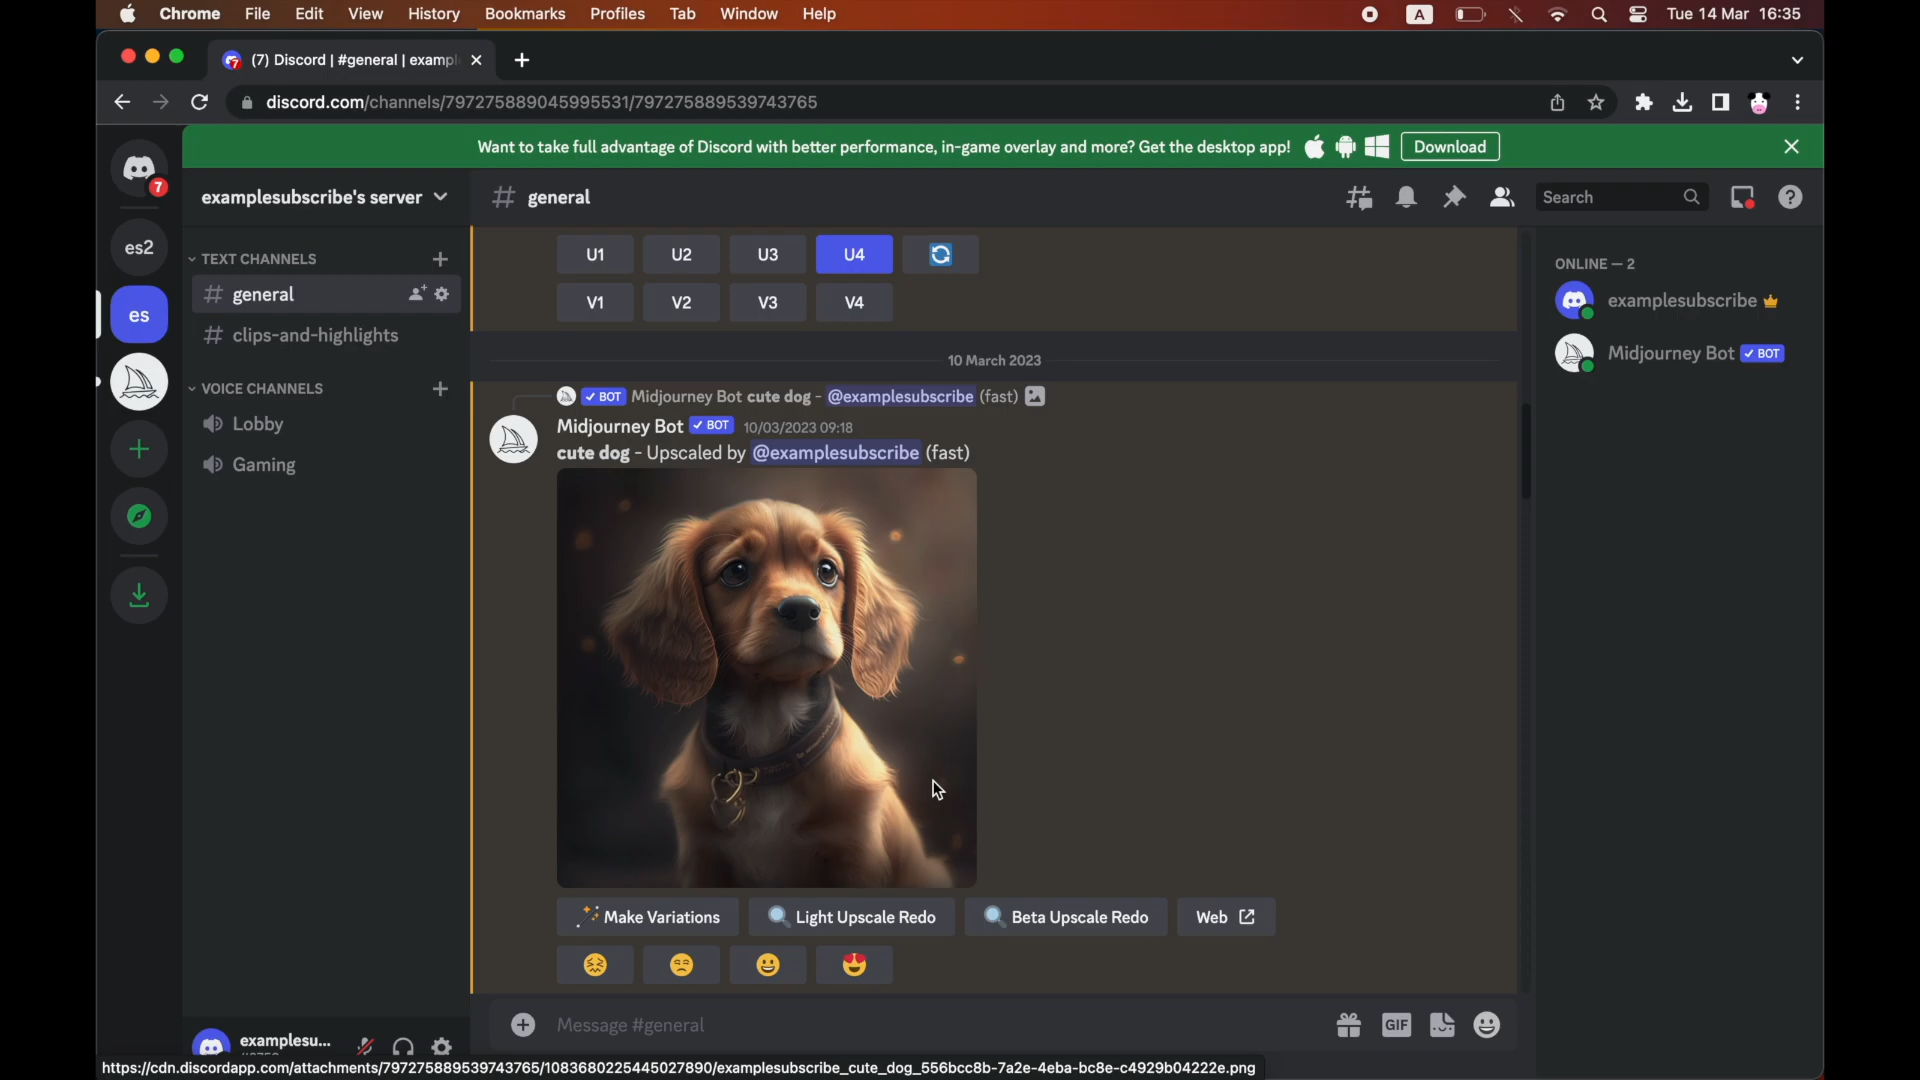 Chrome File Edit View History Bookmarks Profiles Tab Window Help A Tue 14 Mar 16:35
(7) Discord | #general | exampl
discord.com/channels/797275889045995531/797275889539743765
Want to take full advantage of Discord with better performance, in-game overlay and more? Get the desktop app! Download
7
examplesubscribe's server
# general
Search
es2
TEXT CHANNELS
# general
# clips-and-highlights
es
VOICE CHANNELS
Lobby
Gaming
U1 U2 U3 U4
V1 V2 V3 V4
10 March 2023
BOT Midjourney Bot cute dog - @examplesubscribe (fast)
Midjourney Bot BOT 10/03/2023 09:18
cute dog - Upscaled by @examplesubscribe (fast)
Make Variations Light Upscale Redo Beta Upscale Redo Web
Message #general
GIF
ONLINE — 2
examplesubscribe
Midjourney Bot BOT
examplesu...
https://cdn.discordapp.com/attachments/797275889539743765/1083680225445027890/examplesubscribe_cute_dog_556bcc8b-7a2e-4eba-bc8e-c4929b04222e.png